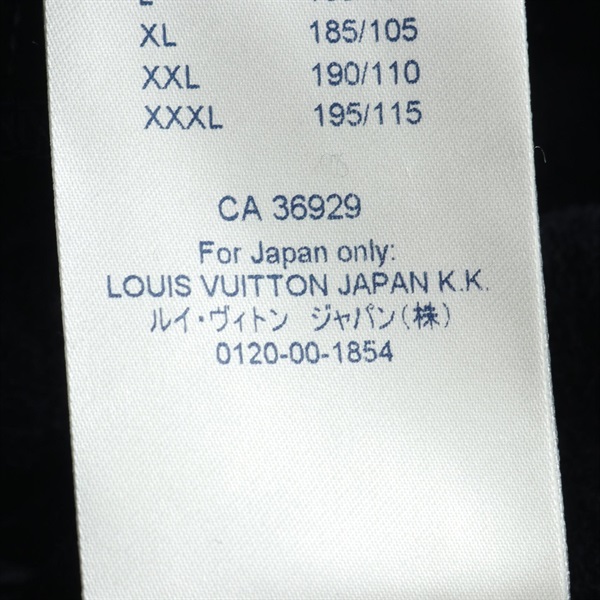 L
XL 185/105
XXL 190/110
XXXL 195/115
CA 36929
For Japan only:
LOUIS VUITTON JAPAN K.K.
ルイ・ヴィトン ジャパン(株)
0120-00-1854